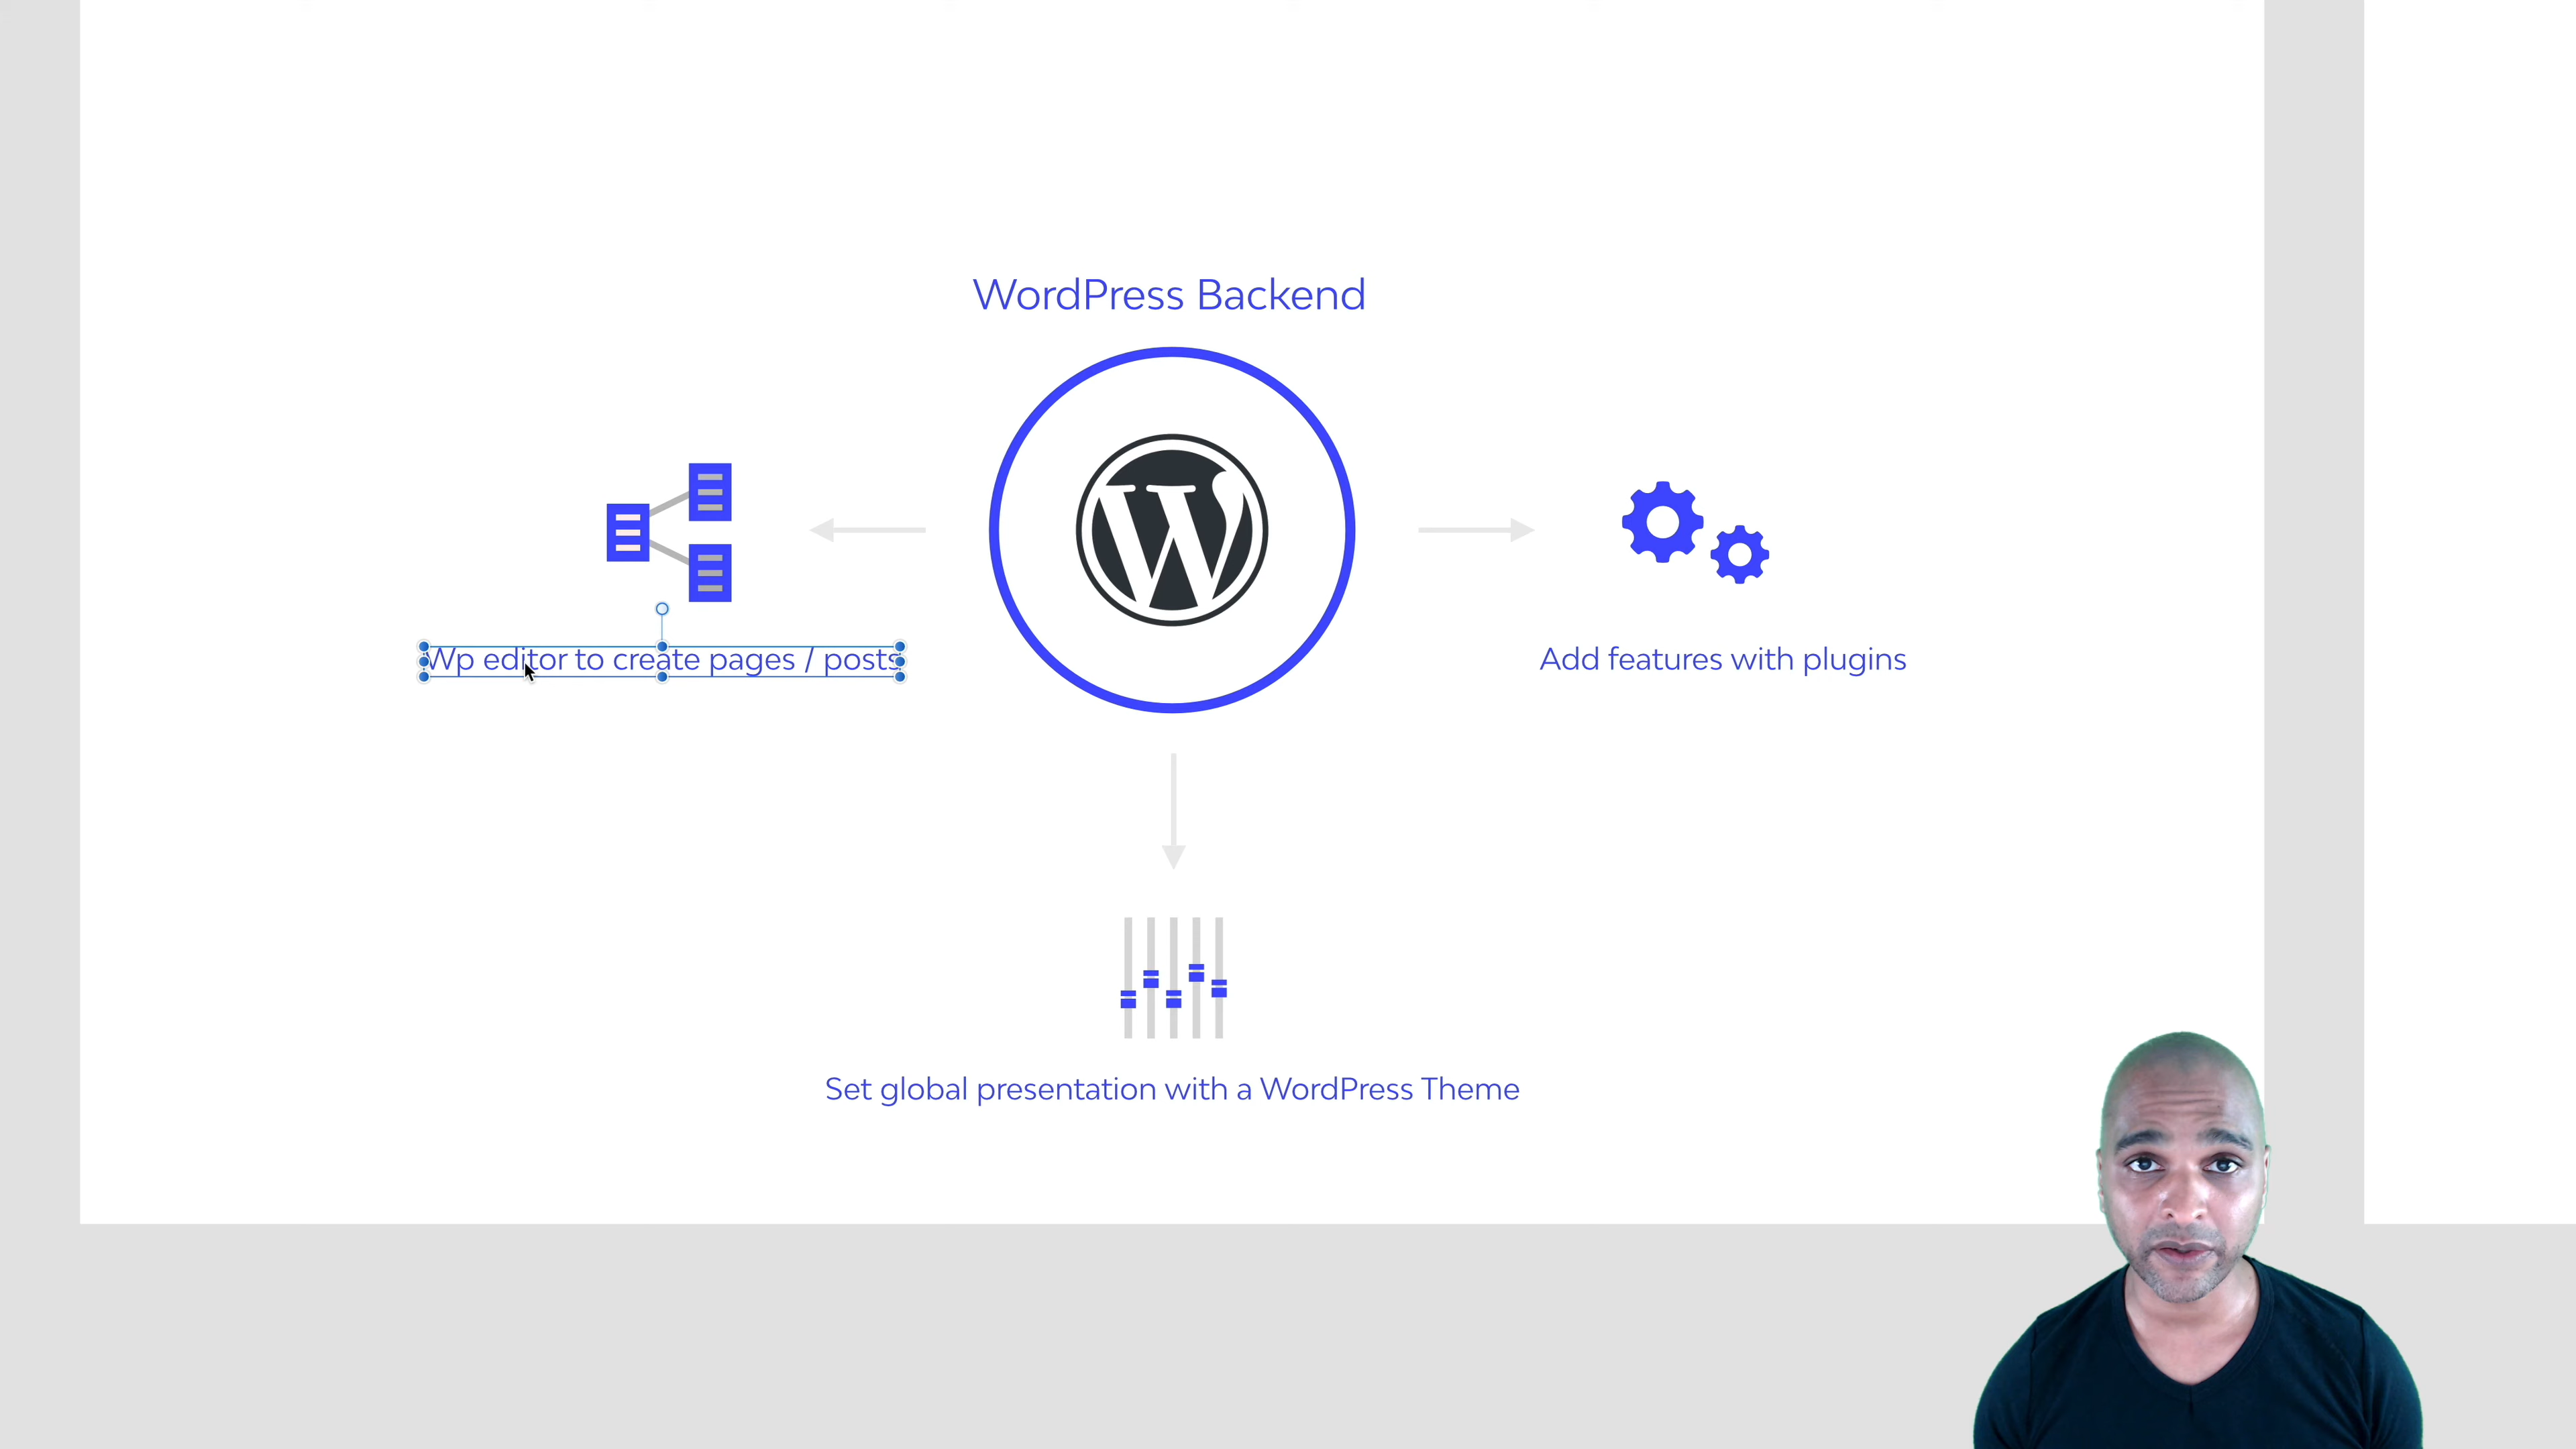 WordPress Backend
Wp editor to create pages / posts
Add features with plugins
Set global presentation with a WordPress Theme